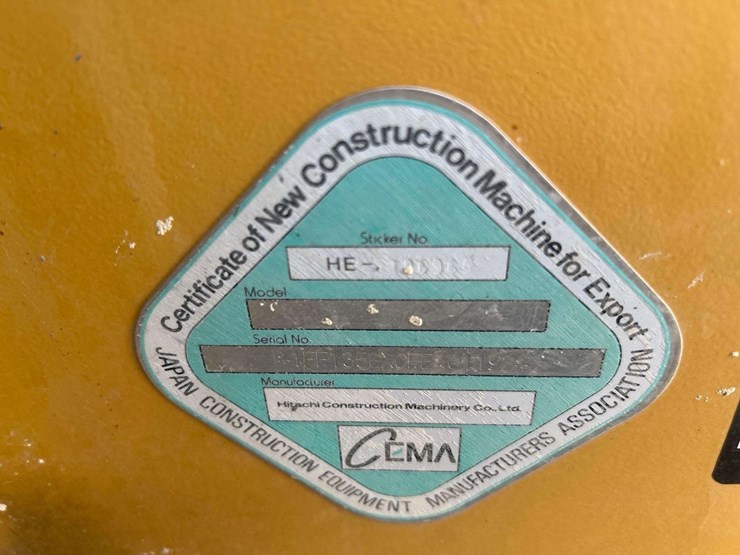 Certificate of New Construction Machine for Export
Sticker No.
HE-
Model
Serial No.
Manufacturer
Hitachi Construction Machinery Co., Ltd.
CEMA
JAPAN CONSTRUCTION EQUIPMENT MANUFACTURERS ASSOCIATION